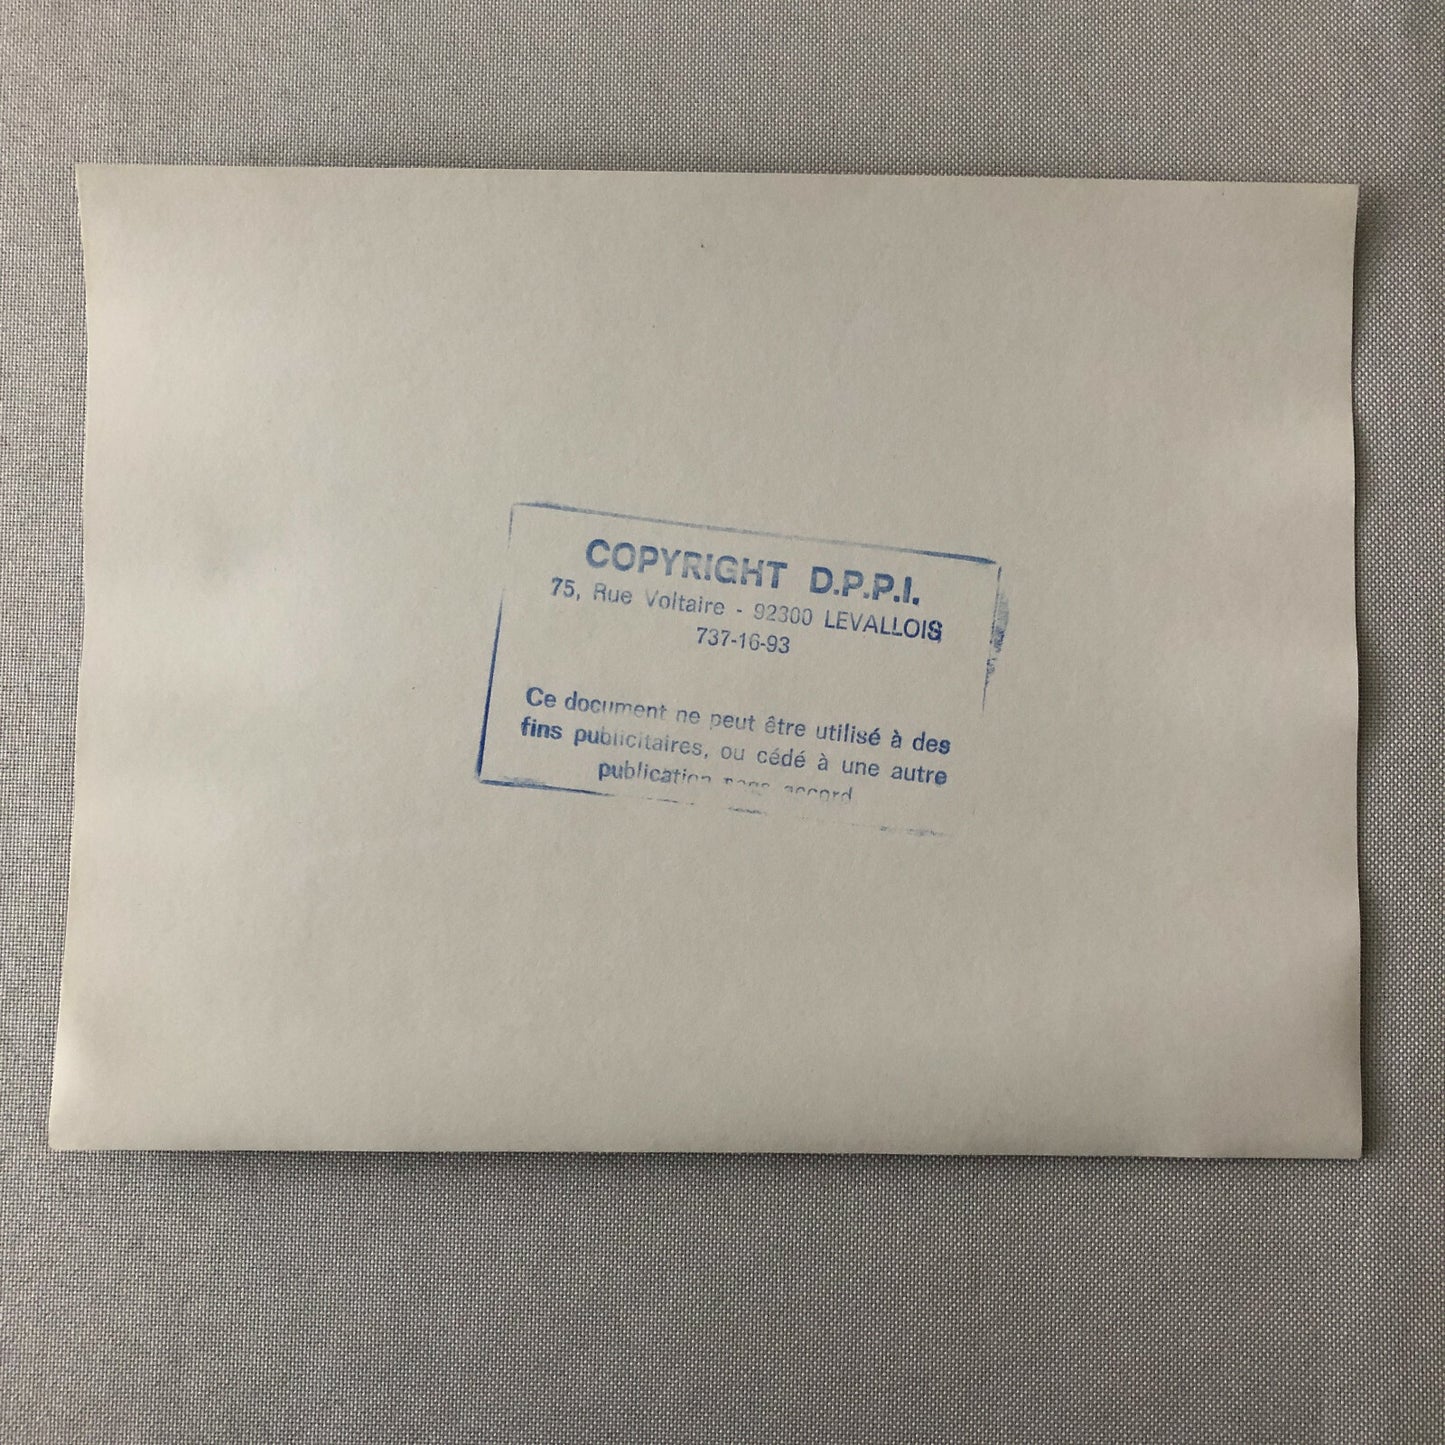 COPYRIGHT D.P.P.I.
75, Rue Voltaire - 92300 LEVALLOIS
737-16-93
Ce document ne peut être utilisé à des
fins publicitaires, ou cédé à une autre
publication accord